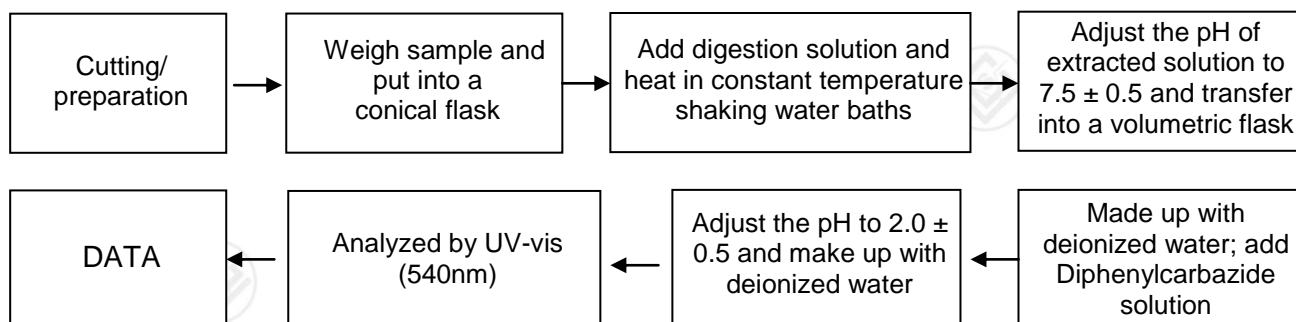 Cutting/
preparation
Weigh sample and
put into a
conical flask
Add digestion solution and
heat in constant temperature
shaking water baths
Adjust the pH of
extracted solution to
7.5 ± 0.5 and transfer
into a volumetric flask
Made up with
deionized water; add
Diphenylcarbazide
solution
Adjust the pH to 2.0 ±
0.5 and make up with
deionized water
Analyzed by UV-vis
(540nm)
DATA